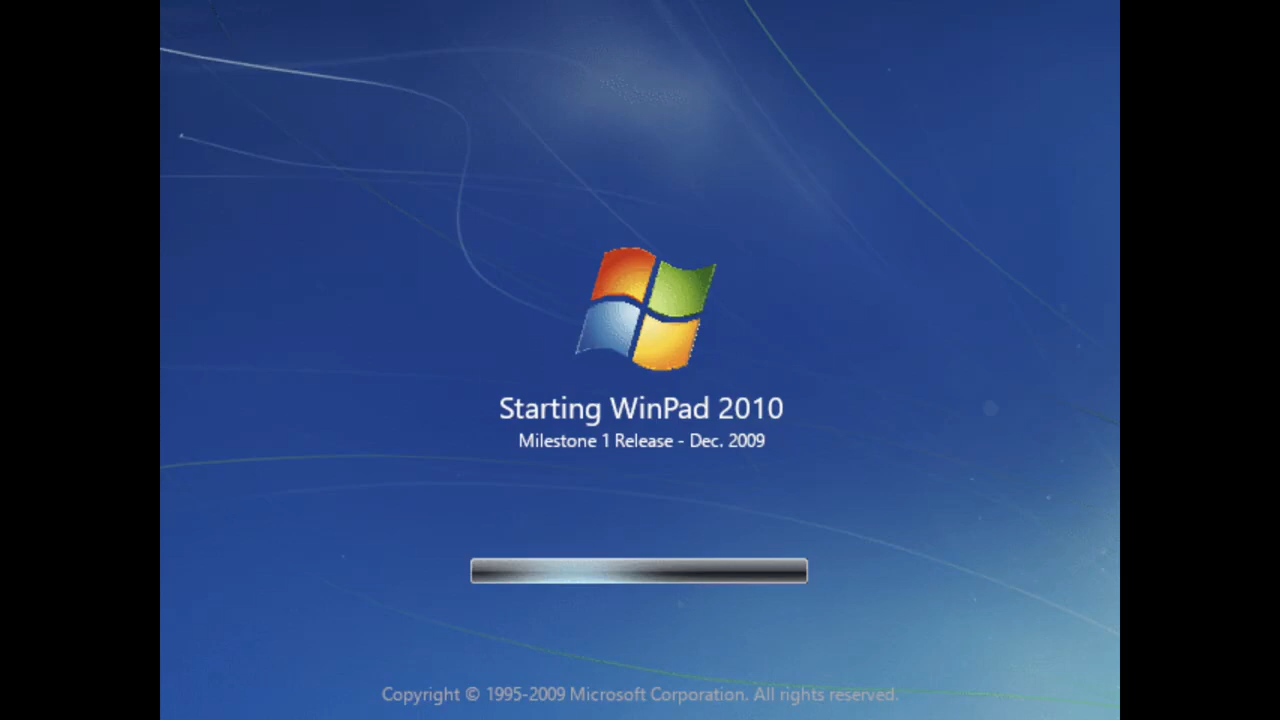 Starting WinPad 2010
Milestone 1 Release - Dec. 2009
Copyright © 1995-2009 Microsoft Corporation. All rights reserved.